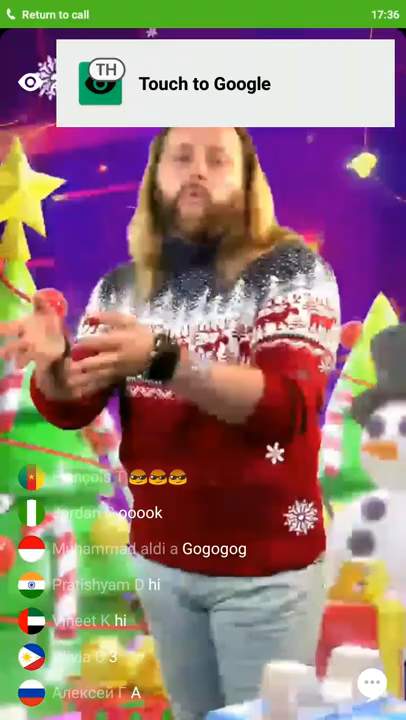 Return to call
17:36
TH
Touch to Google
François T
Jordan C ooook
Muhammad aldi a Gogogog
Pratishyam D hi
Vineet K hi
3
Алексей Г А